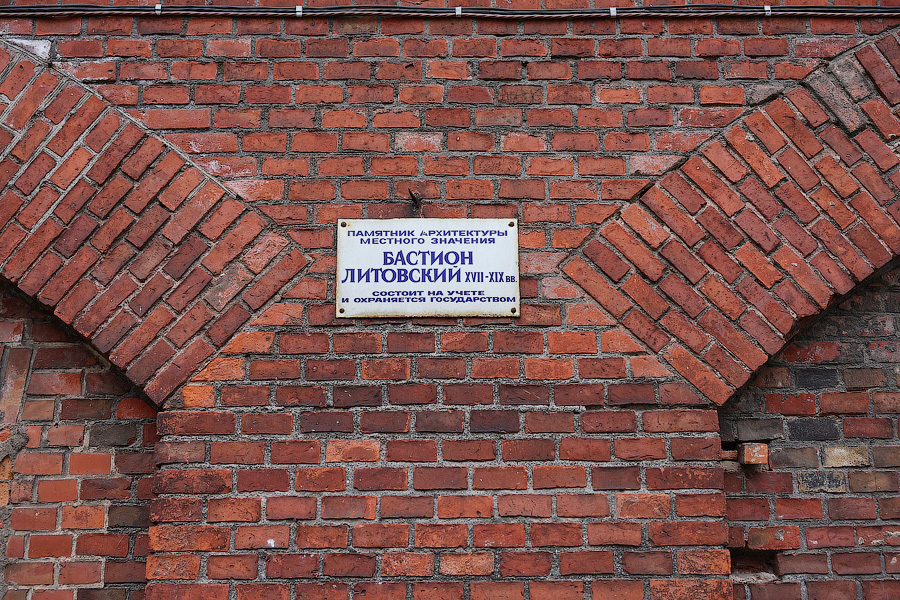 ПАМЯТНИК АРХИТЕКТУРЫ
МЕСТНОГО ЗНАЧЕНИЯ
БАСТИОН
ЛИТОВСКИЙ XVII-XIX ВВ.
СОСТОИТ НА УЧЕТЕ
И ОХРАНЯЕТСЯ ГОСУДАРСТВОМ